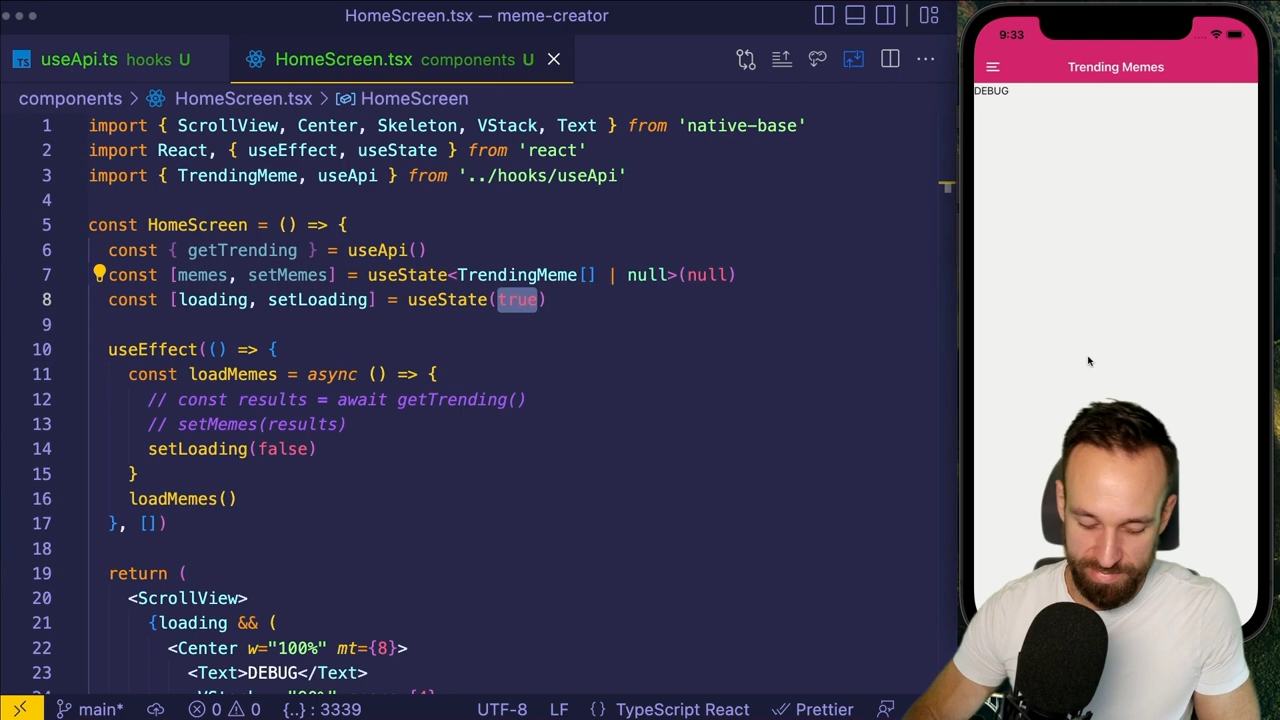 HomeScreen.tsx — meme-creator
TS useApi.ts hooks U
HomeScreen.tsx components U
components > HomeScreen.tsx > HomeScreen
1 import { ScrollView, Center, Skeleton, VStack, Text } from 'native-base'
2 import React, { useEffect, useState } from 'react'
3 import { TrendingMeme, useApi } from '../hooks/useApi'
4
5 const HomeScreen = () => {
6 const { getTrending } = useApi()
7 const [memes, setMemes] = useState<TrendingMeme[] | null>(null)
8 const [loading, setLoading] = useState(true)
9
10 useEffect(() => {
11 const loadMemes = async () => {
12 // const results = await getTrending()
13 // setMemes(results)
14 setLoading(false)
15 }
16 loadMemes()
17 }, [])
18
19 return (
20 <ScrollView>
21 {loading && (
22 <Center w="100%" mt={8}>
23 <Text>DEBUG</Text>
main* 0 0 {..} : 3339 UTF-8 LF {} TypeScript React Prettier
9:33
Trending Memes
DEBUG